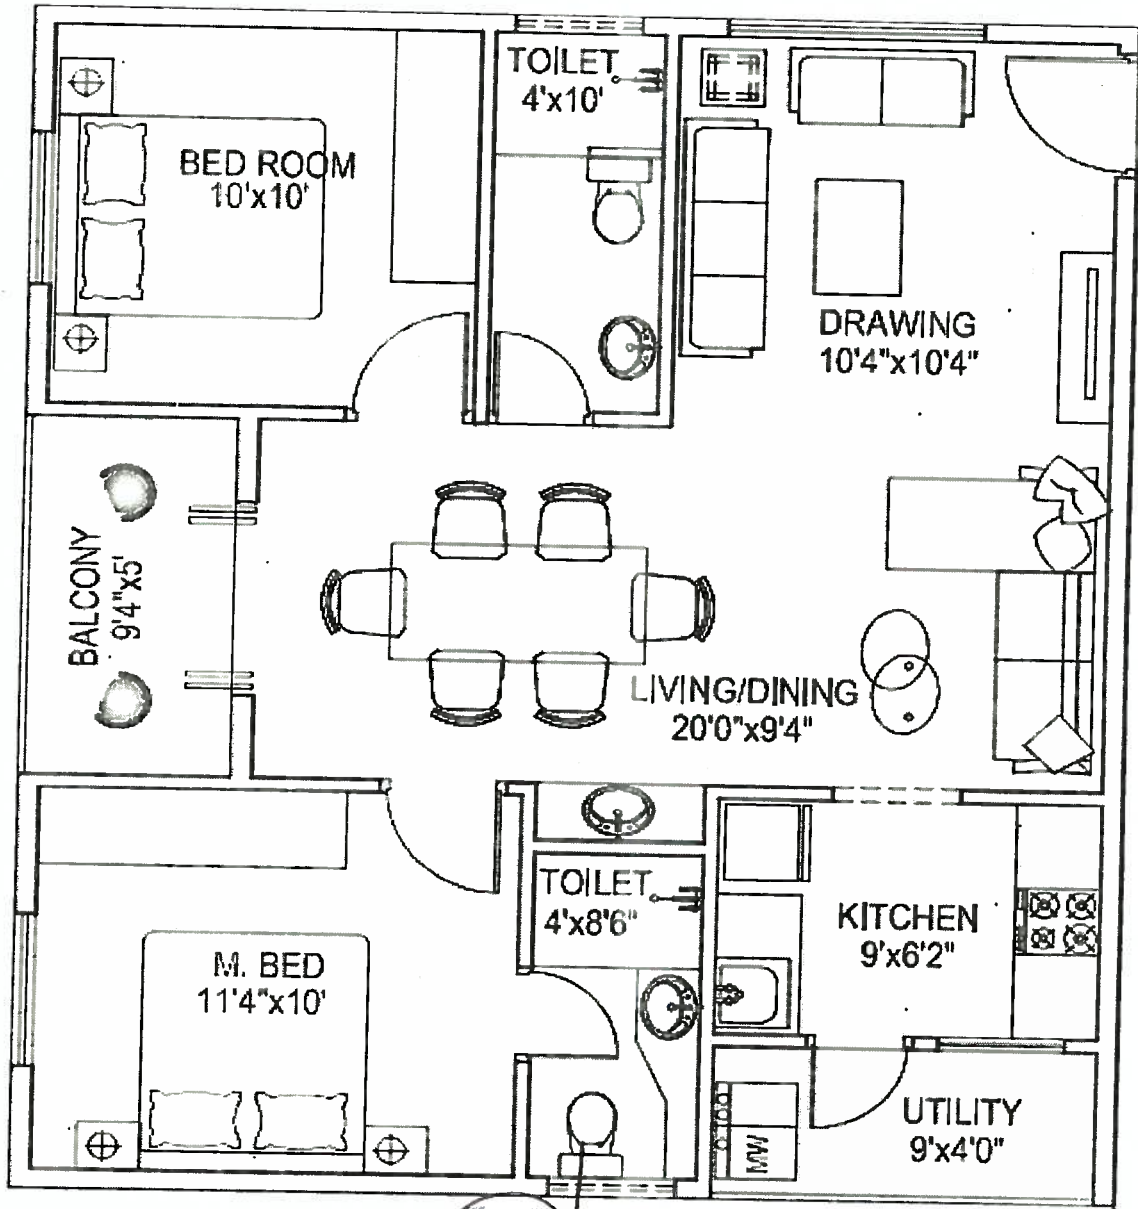 TOILET
4'x10'
BED ROOM
10'x10'
DRAWING
10'4"x10'4"
BALCONY
9'4"x5'
LIVING/DINING
20'0"x9'4"
TOILET
4'x8'6"
KITCHEN
9'x6'2"
M. BED
11'4"x10'
UTILITY
9'x4'0"
MW